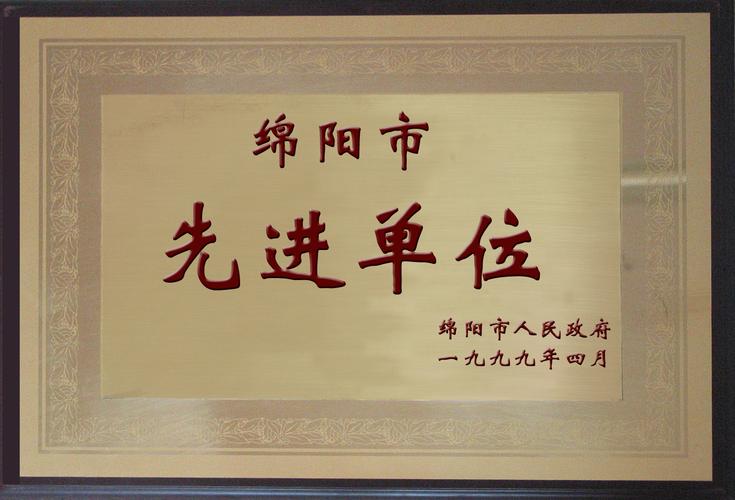 绵阳市
先进单位
绵阳市人民政府
一九九九年四月